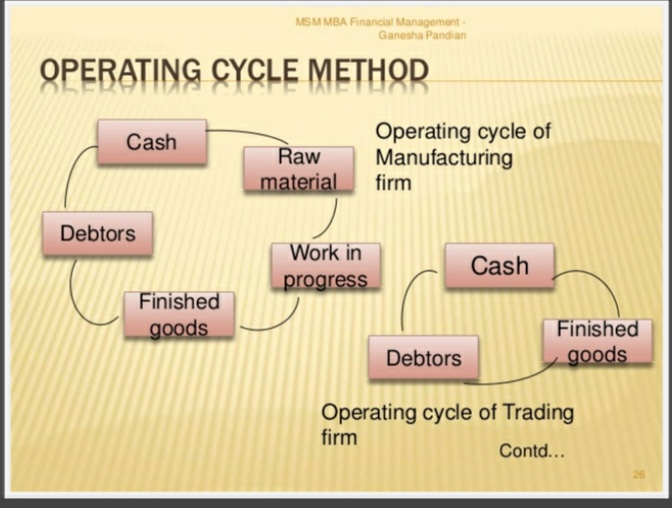 MSM MBA Financial Management -
Ganesha Pandian
OPERATING CYCLE METHOD
Cash
Raw
material
Operating cycle of
Manufacturing
firm
Debtors
Work in
progress
Finished
goods
Cash
Finished
goods
Debtors
Operating cycle of Trading
firm
Contd...
26